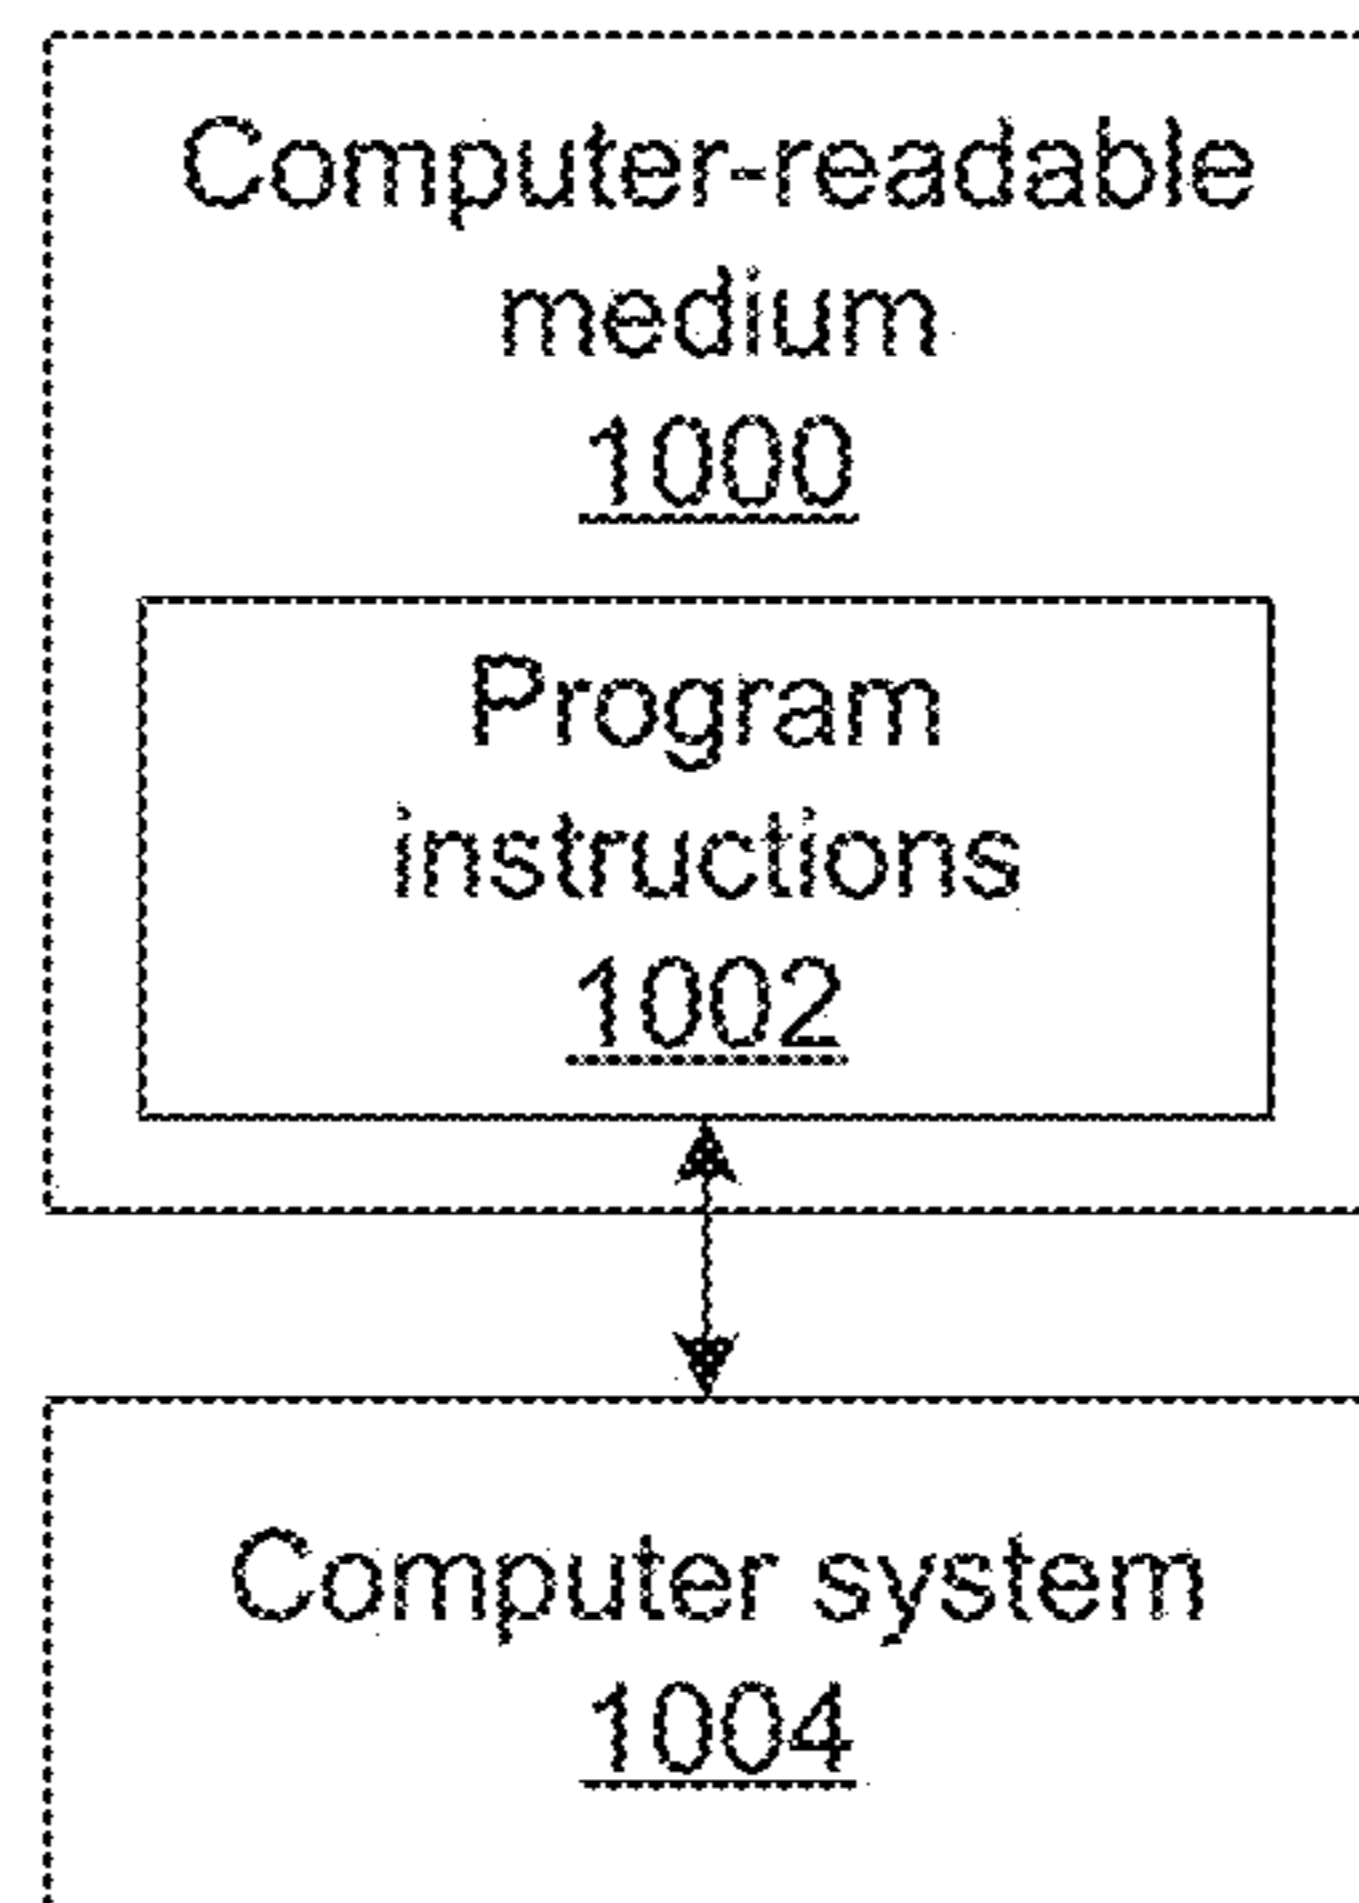 Computer-readable
medium
1000
Program
instructions
1002
Computer system
1004